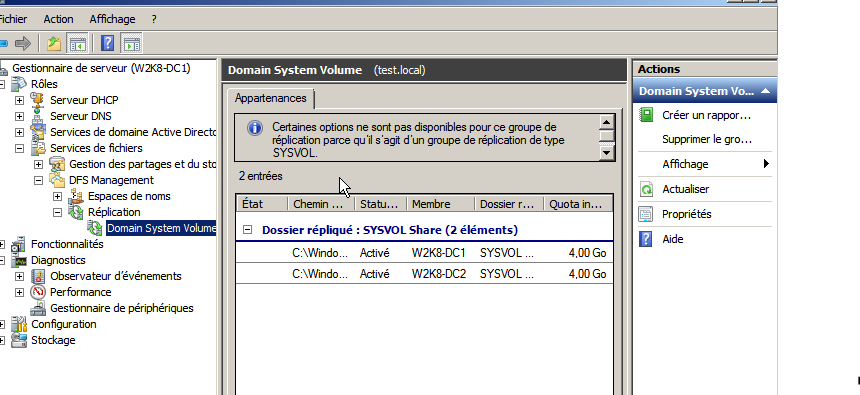 Fichier Action Affichage ?
Gestionnaire de serveur (W2K8-DC1)
Rôles
Serveur DHCP
Serveur DNS
Services de domaine Active Directo
Services de fichiers
Gestion des partages et du sto
DFS Management
Espaces de noms
Réplication
Domain System Volume
Fonctionnalités
Diagnostics
Observateur d'événements
Performance
Gestionnaire de périphériques
Configuration
Stockage
Domain System Volume (test.local)
Appartenances
Certaines options ne sont pas disponibles pour ce groupe de
réplication parce qu'il s'agit d'un groupe de réplication de type
SYSVOL.
2 entrées
État Chemin ... Statu... Membre Dossier r... Quota in...
Dossier répliqué : SYSVOL Share (2 éléments)
C:\Windo... Activé W2K8-DC1 SYSVOL ... 4,00 Go
C:\Windo... Activé W2K8-DC2 SYSVOL ... 4,00 Go
Actions
Domain System Vo...
Créer un rappor...
Supprimer le gro...
Affichage
Actualiser
Propriétés
Aide